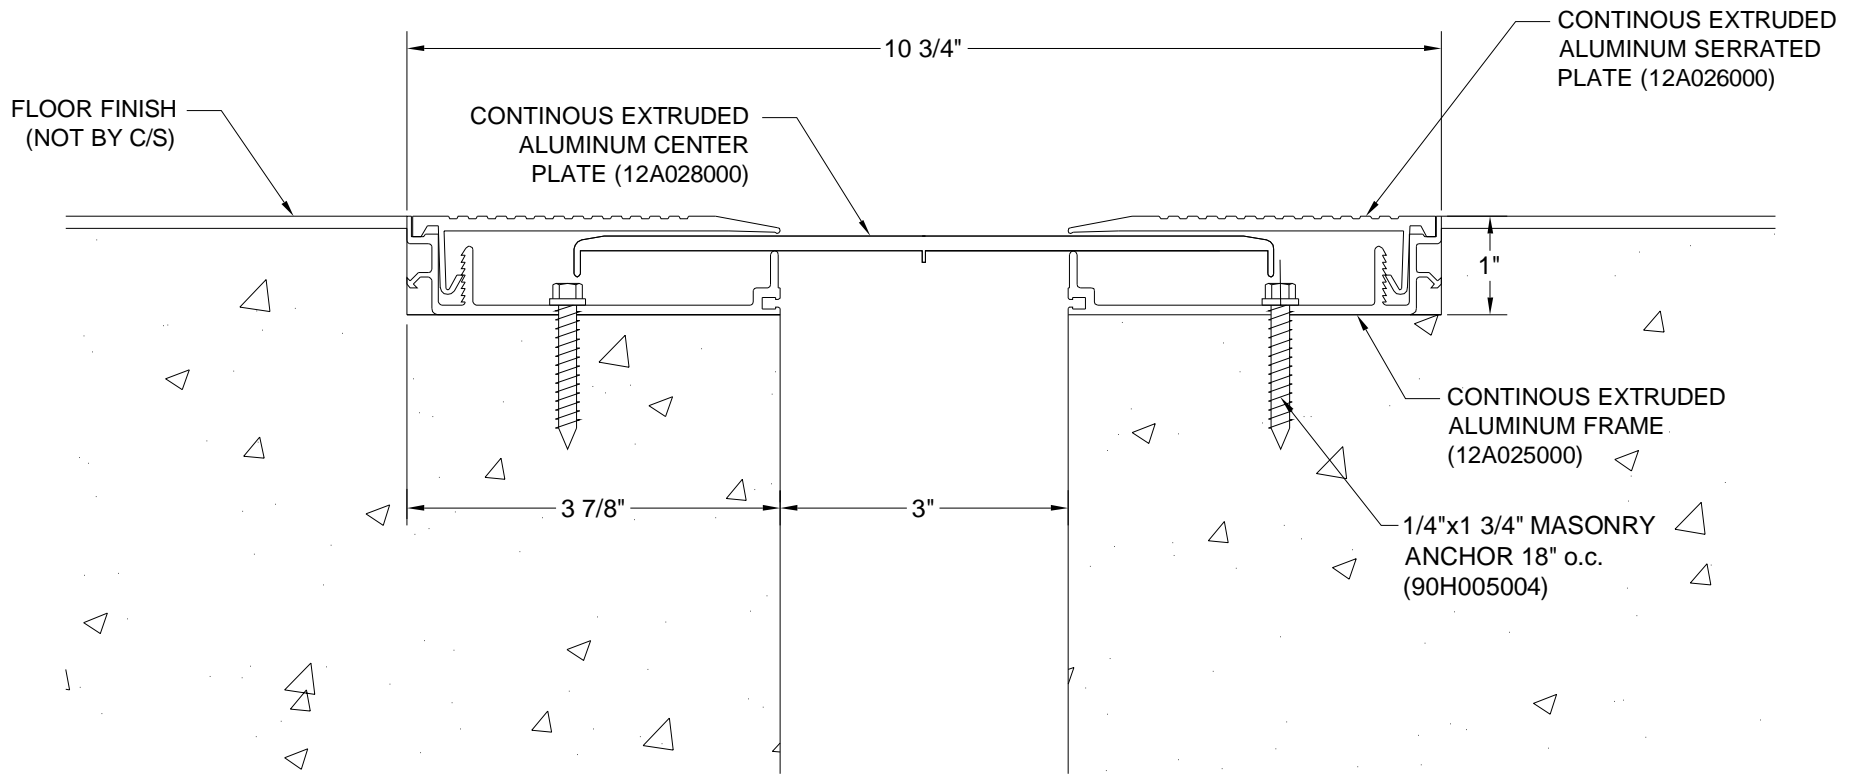 CONTINOUS EXTRUDED
ALUMINUM SERRATED
PLATE (12A026000)
10 3/4"
FLOOR FINISH
(NOT BY C/S)
CONTINOUS EXTRUDED
ALUMINUM CENTER
PLATE (12A028000)
1"
CONTINOUS EXTRUDED
ALUMINUM FRAME
(12A025000)
3 7/8"
3"
1/4"x1 3/4" MASONRY
ANCHOR 18" o.c.
(90H005004)